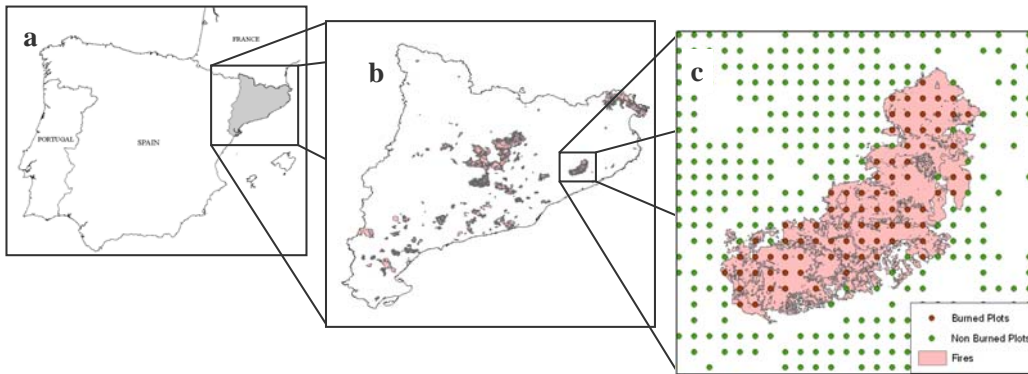 a
FRANCE
PORTUGAL
SPAIN
b
c
Burned Plots
Non Burned Plots
Fires